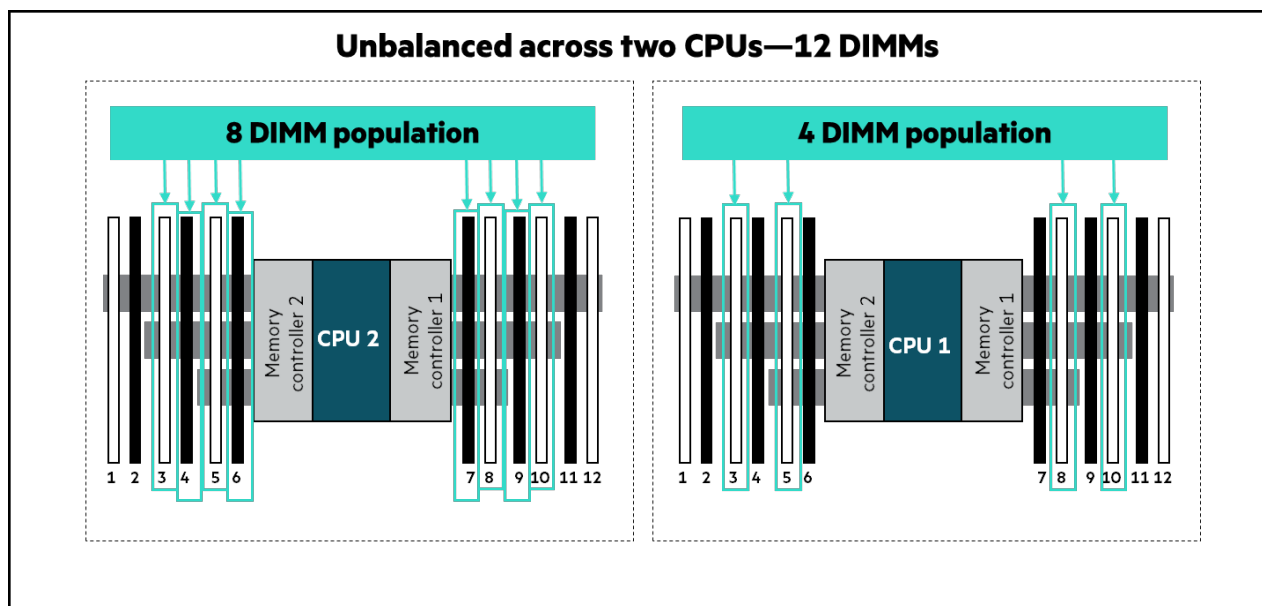 Unbalanced across two CPUs—12 DIMMs
8 DIMM population
Memory
controller 2
CPU 2
Memory
controller 1
1 2 3 4 5 6 7 8 9 10 11 12
4 DIMM population
Memory
controller 2
CPU 1
Memory
controller 1
1 2 3 4 5 6 7 8 9 10 11 12